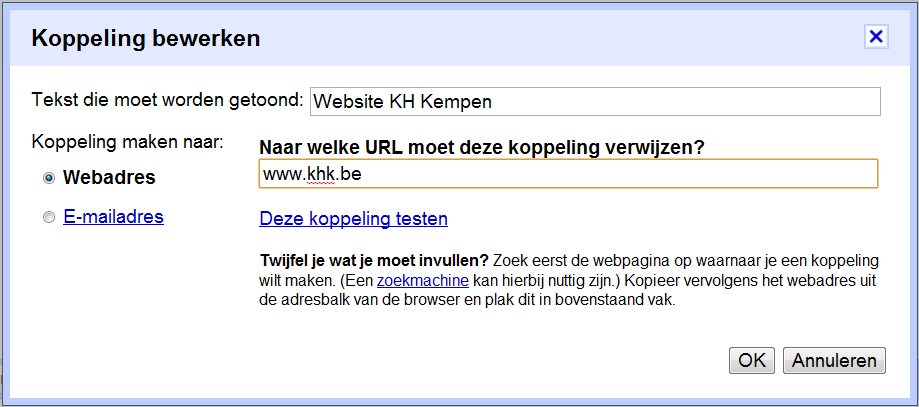 Koppeling bewerken
Tekst die moet worden getoond: Website KH Kempen
Koppeling maken naar:
Naar welke URL moet deze koppeling verwijzen?
Webadres
www.khk.be
E-mailadres
Deze koppeling testen
Twijfel je wat je moet invullen? Zoek eerst de webpagina op waarnaar je een koppeling
wilt maken. (Een zoekmachine kan hierbij nuttig zijn.) Kopieer vervolgens het webadres uit
de adresbalk van de browser en plak dit in bovenstaand vak.
OK Annuleren